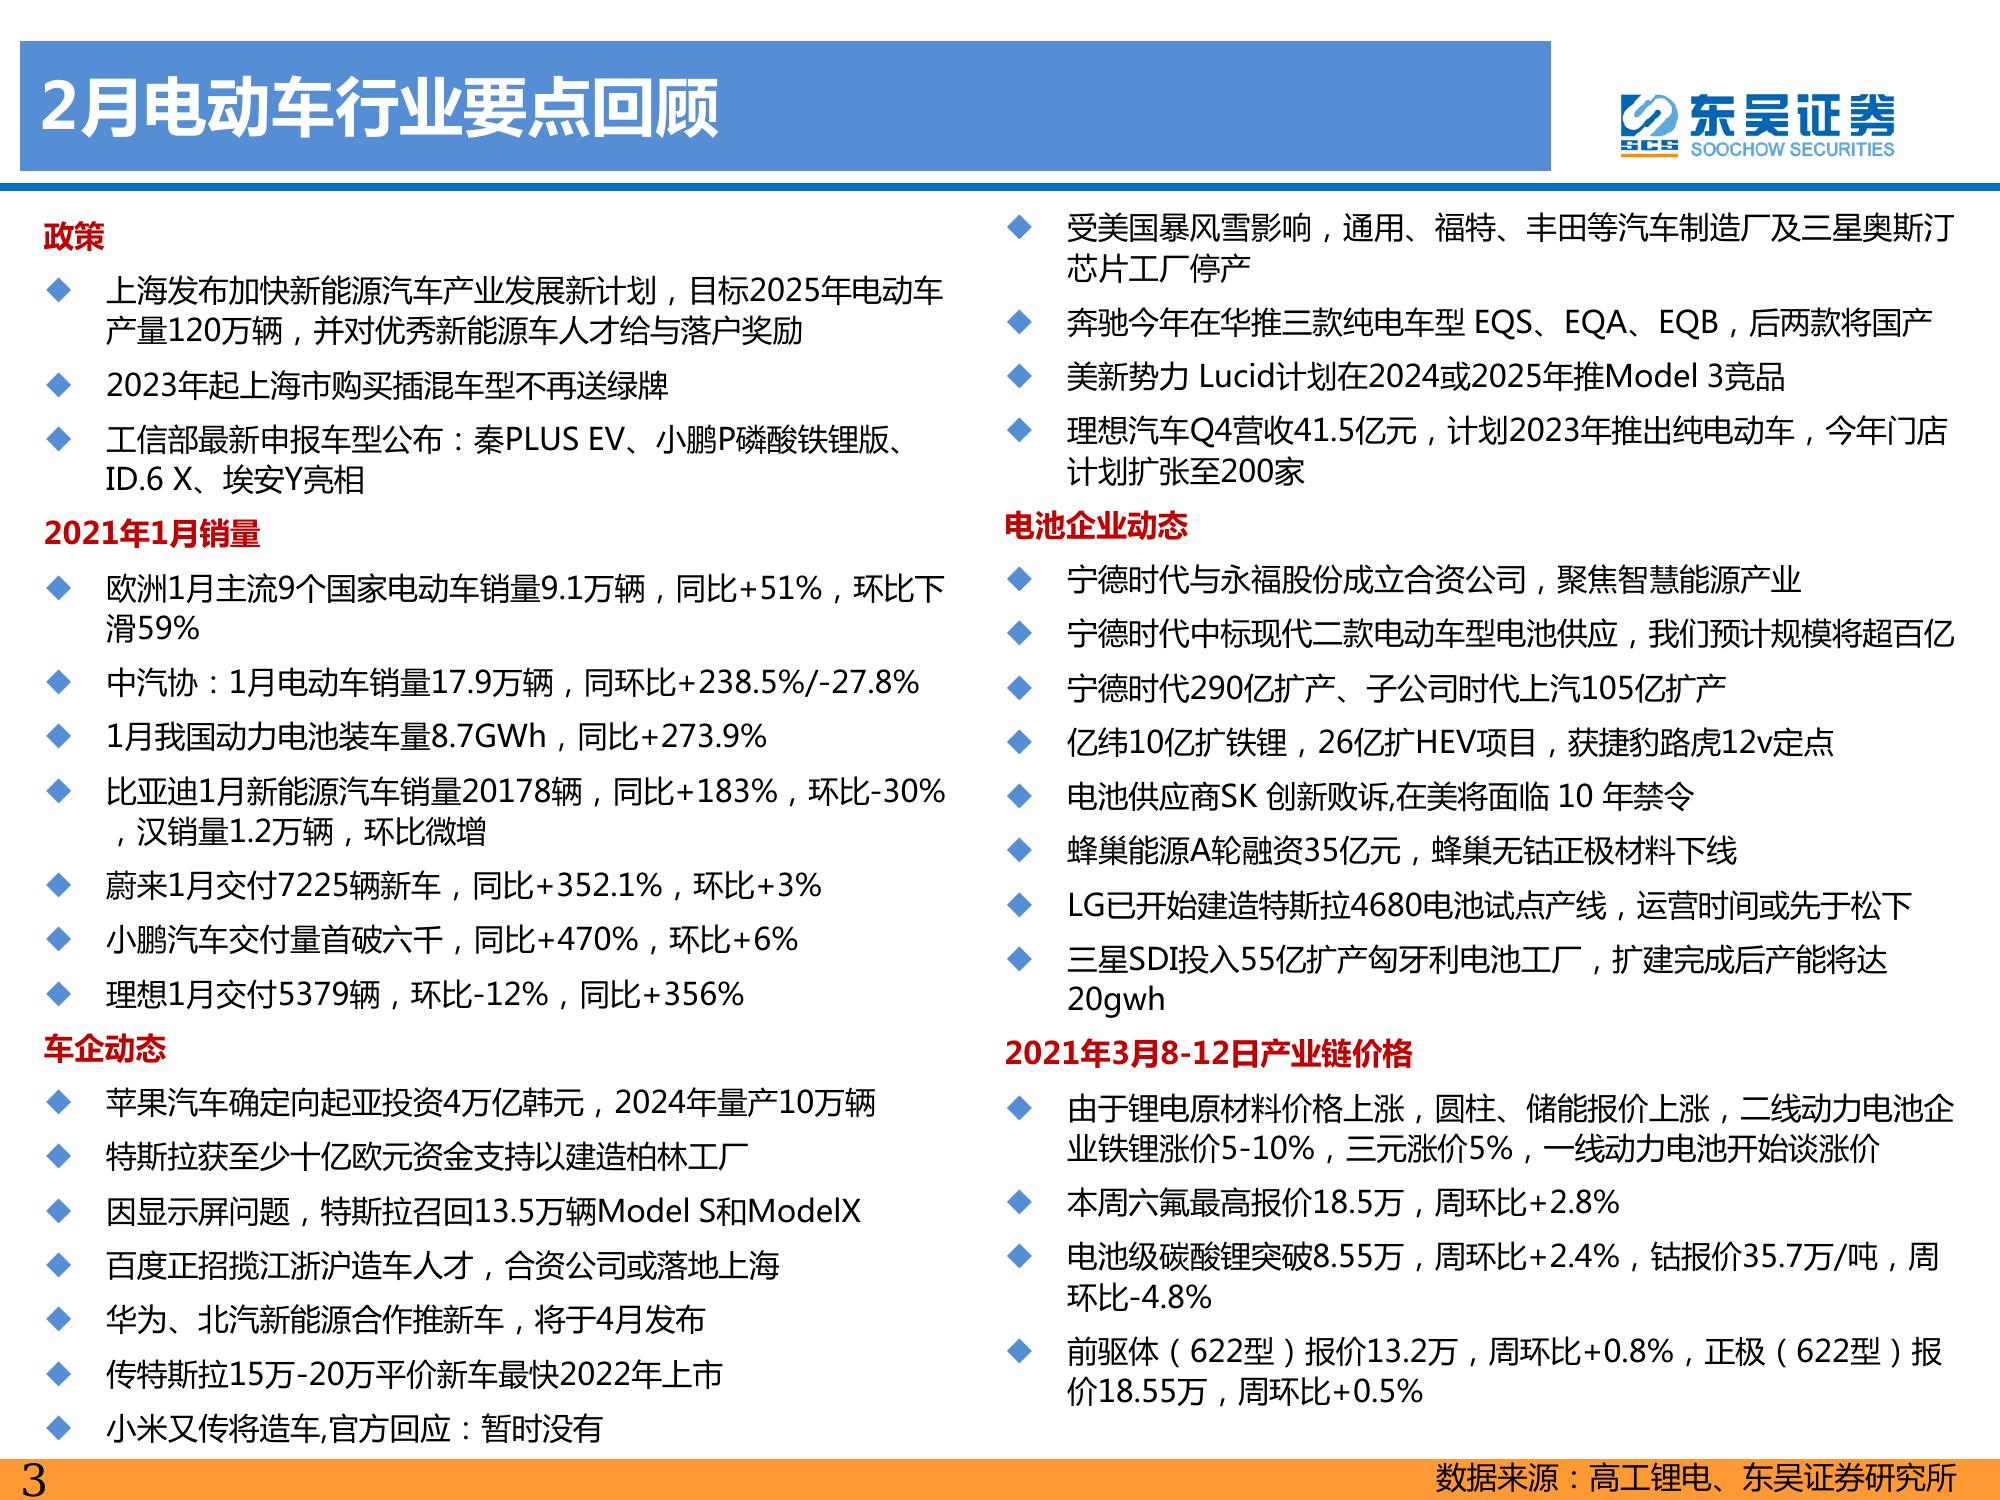 2月电动车行业要点回顾
东吴证券
SCS
SOOCHOW SECURITIES
政策
上海发布加快新能源汽车产业发展新计划，目标2025年电动车
产量120万辆，并对优秀新能源车人才给与落户奖励
2023年起上海市购买插混车型不再送绿牌
工信部最新申报车型公布：秦PLUS EV、小鹏P磷酸铁锂版、
ID.6 X、埃安Y亮相
2021年1月销量
欧洲1月主流9个国家电动车销量9.1万辆，同比+51%，环比下
滑59%
中汽协：1月电动车销量17.9万辆，同环比+238.5%/-27.8%
1月我国动力电池装车量8.7GWh，同比+273.9%
比亚迪1月新能源汽车销量20178辆，同比+183%，环比-30%
，汉销量1.2万辆，环比微增
蔚来1月交付7225辆新车，同比+352.1%，环比+3%
小鹏汽车交付量首破六千，同比+470%，环比+6%
理想1月交付5379辆，环比-12%，同比+356%
车企动态
苹果汽车确定向起亚投资4万亿韩元，2024年量产10万辆
特斯拉获至少十亿欧元资金支持以建造柏林工厂
因显示屏问题，特斯拉召回13.5万辆Model S和ModelX
百度正招揽江浙沪造车人才，合资公司或落地上海
华为、北汽新能源合作推新车，将于4月发布
传特斯拉15万-20万平价新车最快2022年上市
小米又传将造车,官方回应：暂时没有
受美国暴风雪影响，通用、福特、丰田等汽车制造厂及三星奥斯汀
芯片工厂停产
奔驰今年在华推三款纯电车型 EQS、EQA、EQB，后两款将国产
美新势力 Lucid计划在2024或2025年推Model 3竞品
理想汽车Q4营收41.5亿元，计划2023年推出纯电动车，今年门店
计划扩张至200家
电池企业动态
宁德时代与永福股份成立合资公司，聚焦智慧能源产业
宁德时代中标现代二款电动车型电池供应，我们预计规模将超百亿
宁德时代290亿扩产、子公司时代上汽105亿扩产
亿纬10亿扩铁锂，26亿扩HEV项目，获捷豹路虎12v定点
电池供应商SK 创新败诉,在美将面临 10 年禁令
蜂巢能源A轮融资35亿元，蜂巢无钴正极材料下线
LG已开始建造特斯拉4680电池试点产线，运营时间或先于松下
三星SDI投入55亿扩产匈牙利电池工厂，扩建完成后产能将达
20gwh
2021年3月8-12日产业链价格
由于锂电原材料价格上涨，圆柱、储能报价上涨，二线动力电池企
业铁锂涨价5-10%，三元涨价5%，一线动力电池开始谈涨价
本周六氟最高报价18.5万，周环比+2.8%
电池级碳酸锂突破8.55万，周环比+2.4%，钴报价35.7万/吨，周
环比-4.8%
前驱体（622型）报价13.2万，周环比+0.8%，正极（622型）报
价18.55万，周环比+0.5%
3
数据来源：高工锂电、东吴证券研究所